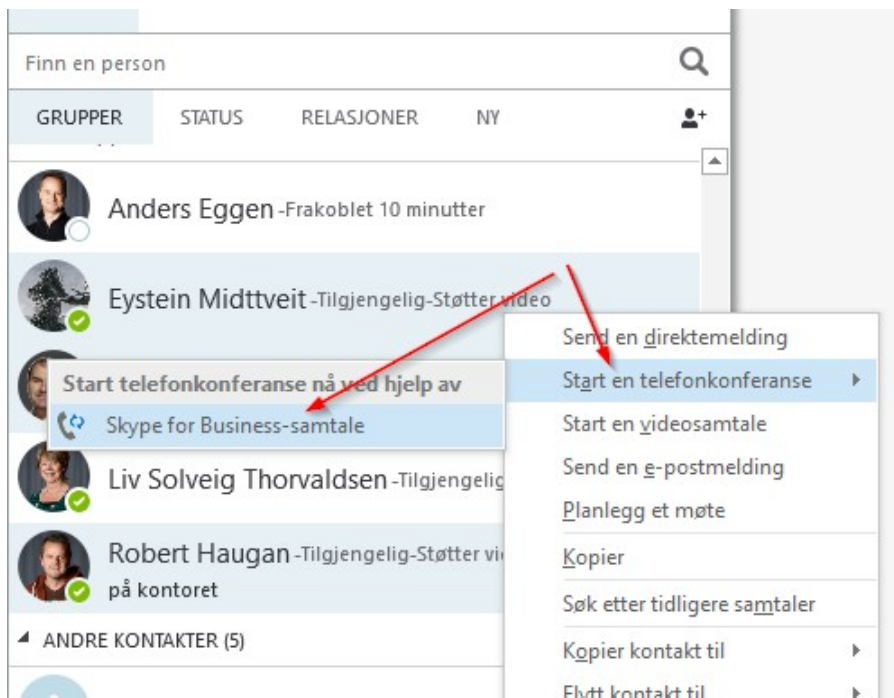 Finn en person
GRUPPER STATUS RELASJONER NY
Anders Eggen -Frakoblet 10 minutter
Eystein Midttveit -Tilgjengelig-Støtter video
Send en direktemelding
Start telefonkonferanse nå ved hjelp av
Start en telefonkonferanse
Skype for Business-samtale
Start en videosamtale
Send en e-postmelding
Liv Solveig Thorvaldsen -Tilgjengelig
Planlegg et møte
Robert Haugan -Tilgjengelig-Støtter
Kopier
på kontoret
Søk etter tidligere samtaler
ANDRE KONTAKTER (5)
Kopier kontakt til
Flytt kontakt til